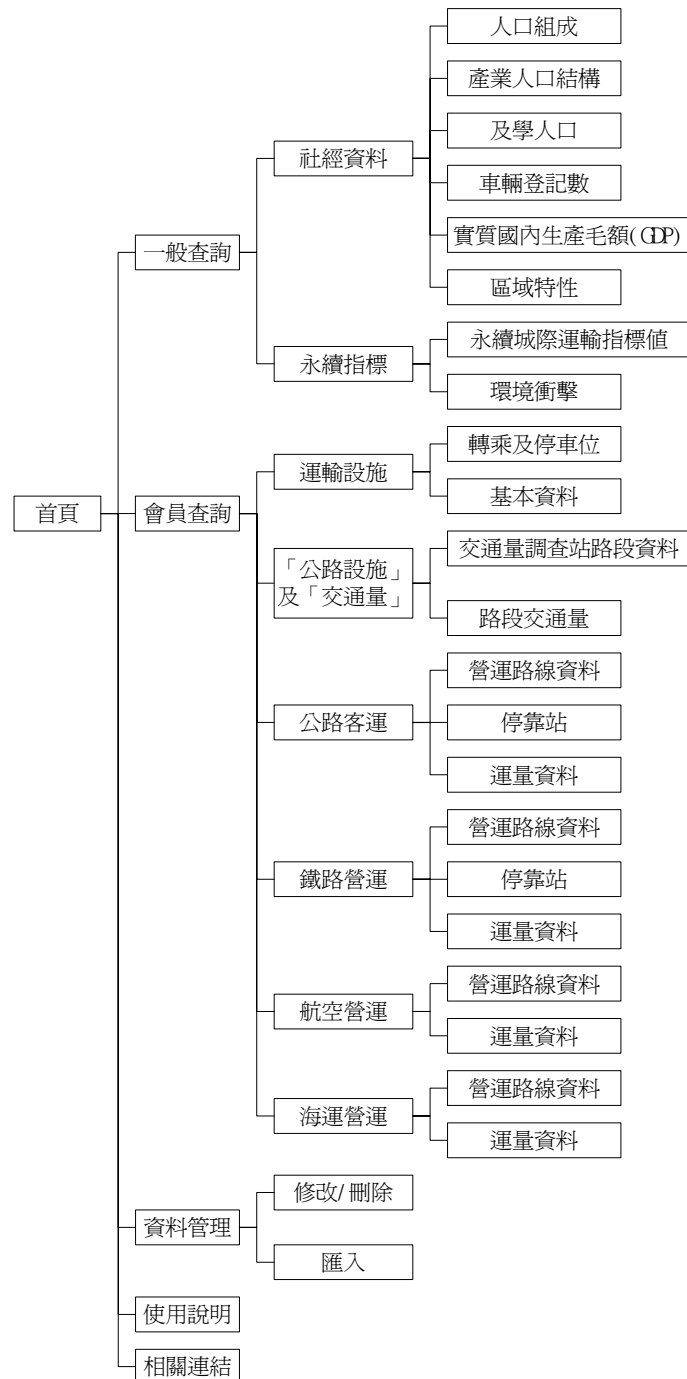 首頁
一般查詢
社經資料
人口組成
產業人口結構
及學人口
車輛登記數
實質國內生產毛額(GDP)
區域特性
永續指標
永續城際運輸指標值
環境衝擊
會員查詢
運輸設施
轉乘及停車位
基本資料
「公路設施」
及「交通量」
交通量調查站路段資料
路段交通量
公路客運
營運路線資料
停靠站
運量資料
鐵路營運
營運路線資料
停靠站
運量資料
航空營運
營運路線資料
運量資料
海運營運
營運路線資料
運量資料
資料管理
修改/刪除
匯入
使用說明
相關連結